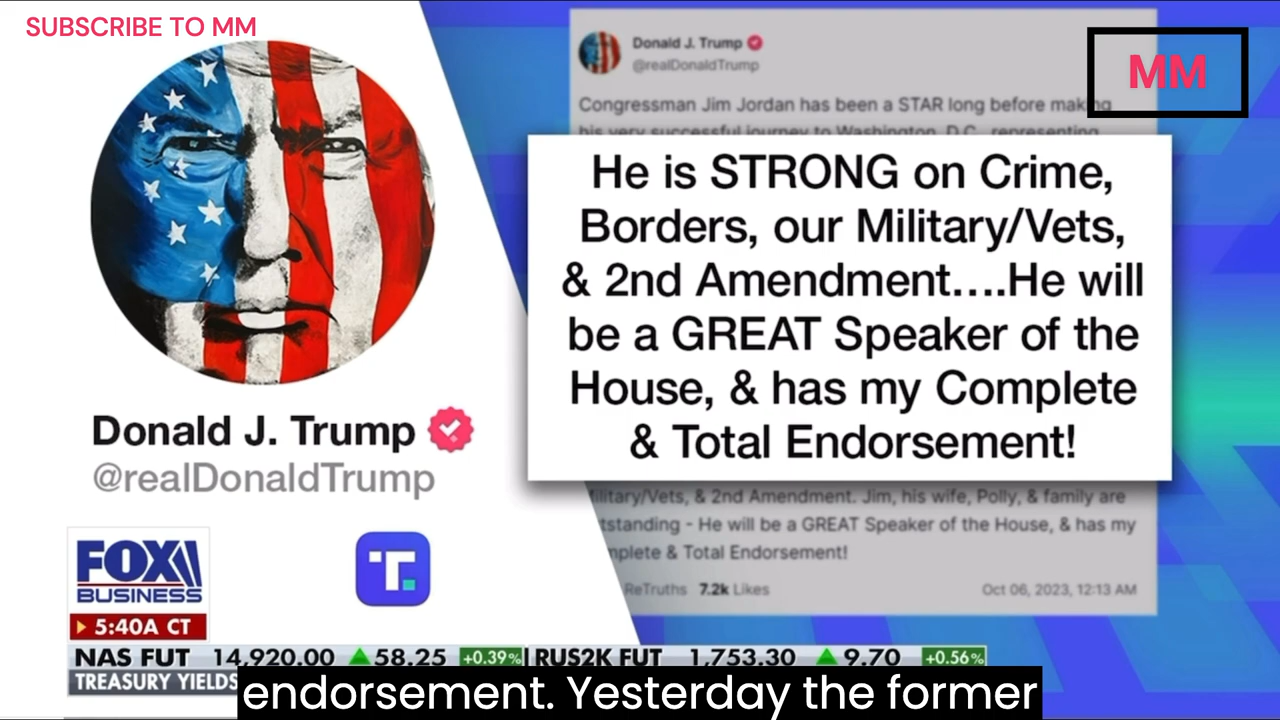 SUBSCRIBE TO MM
MM
Donald J. Trump
@realDonaldTrump
Congressman Jim Jordan has been a STAR long before making
his very successful journey to Washington, D.C., representing
He is STRONG on Crime,
Borders, our Military/Vets,
& 2nd Amendment....He will
be a GREAT Speaker of the
House, & has my Complete
& Total Endorsement!
Military/Vets, & 2nd Amendment. Jim, his wife, Polly, & family are
tstanding - He will be a GREAT Speaker of the House, & has my
mplete & Total Endorsement!
ReTruths 7.2k Likes
Oct 06, 2023, 12:13 AM
Donald J. Trump
@realDonaldTrump
FOX
BUSINESS
T.
5:40A CT
NAS FUT 14,920.00 58.25 +0.39% RUS2K FUT 1,753.30 9.70 +0.56%
TREASURY YIELDS
endorsement. Yesterday the former